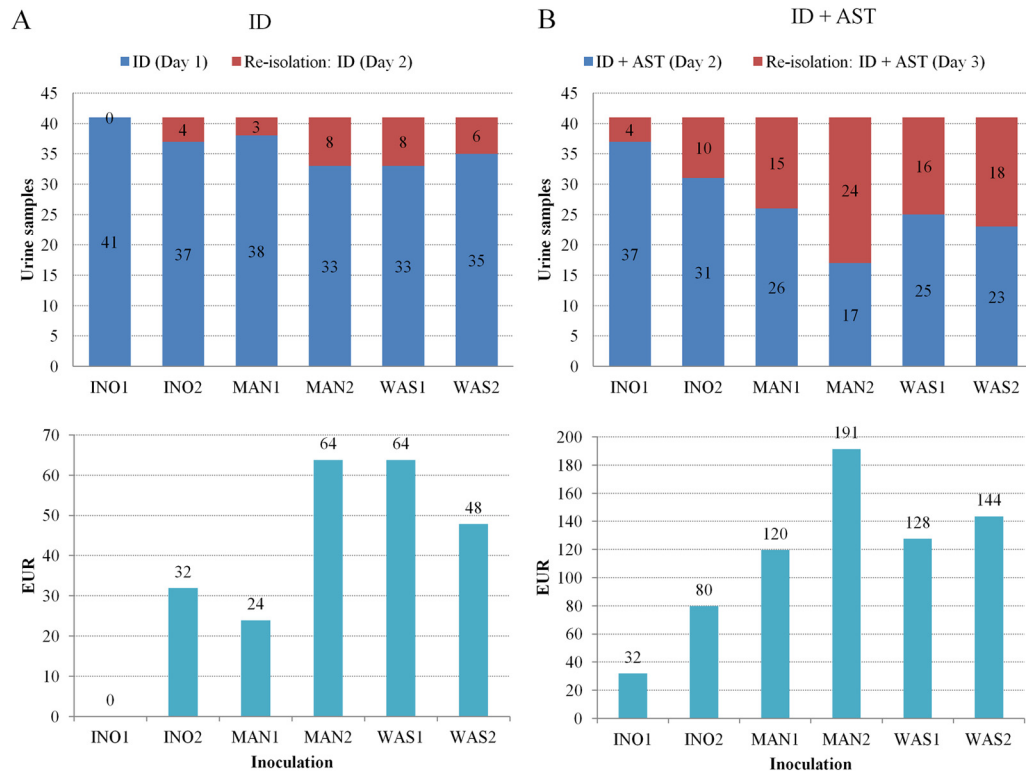 A
ID
ID (Day 1) Re-isolation: ID (Day 2)
Urine samples
45
40
35
30
25
20
15
10
5
0
0 4 3 8 8 6
41 37 38 33 33 35
INO1 INO2 MAN1 MAN2 WAS1 WAS2
EUR
70
60
50
40
30
20
10
0
0 32 24 64 64 48
INO1 INO2 MAN1 MAN2 WAS1 WAS2
Inoculation
B
ID + AST
ID + AST (Day 2) Re-isolation: ID + AST (Day 3)
Urine samples
45
40
35
30
25
20
15
10
5
0
4 10 15 24 16 18
37 31 26 17 25 23
INO1 INO2 MAN1 MAN2 WAS1 WAS2
EUR
200
180
160
140
120
100
80
60
40
20
0
32 80 120 191 128 144
INO1 INO2 MAN1 MAN2 WAS1 WAS2
Inoculation